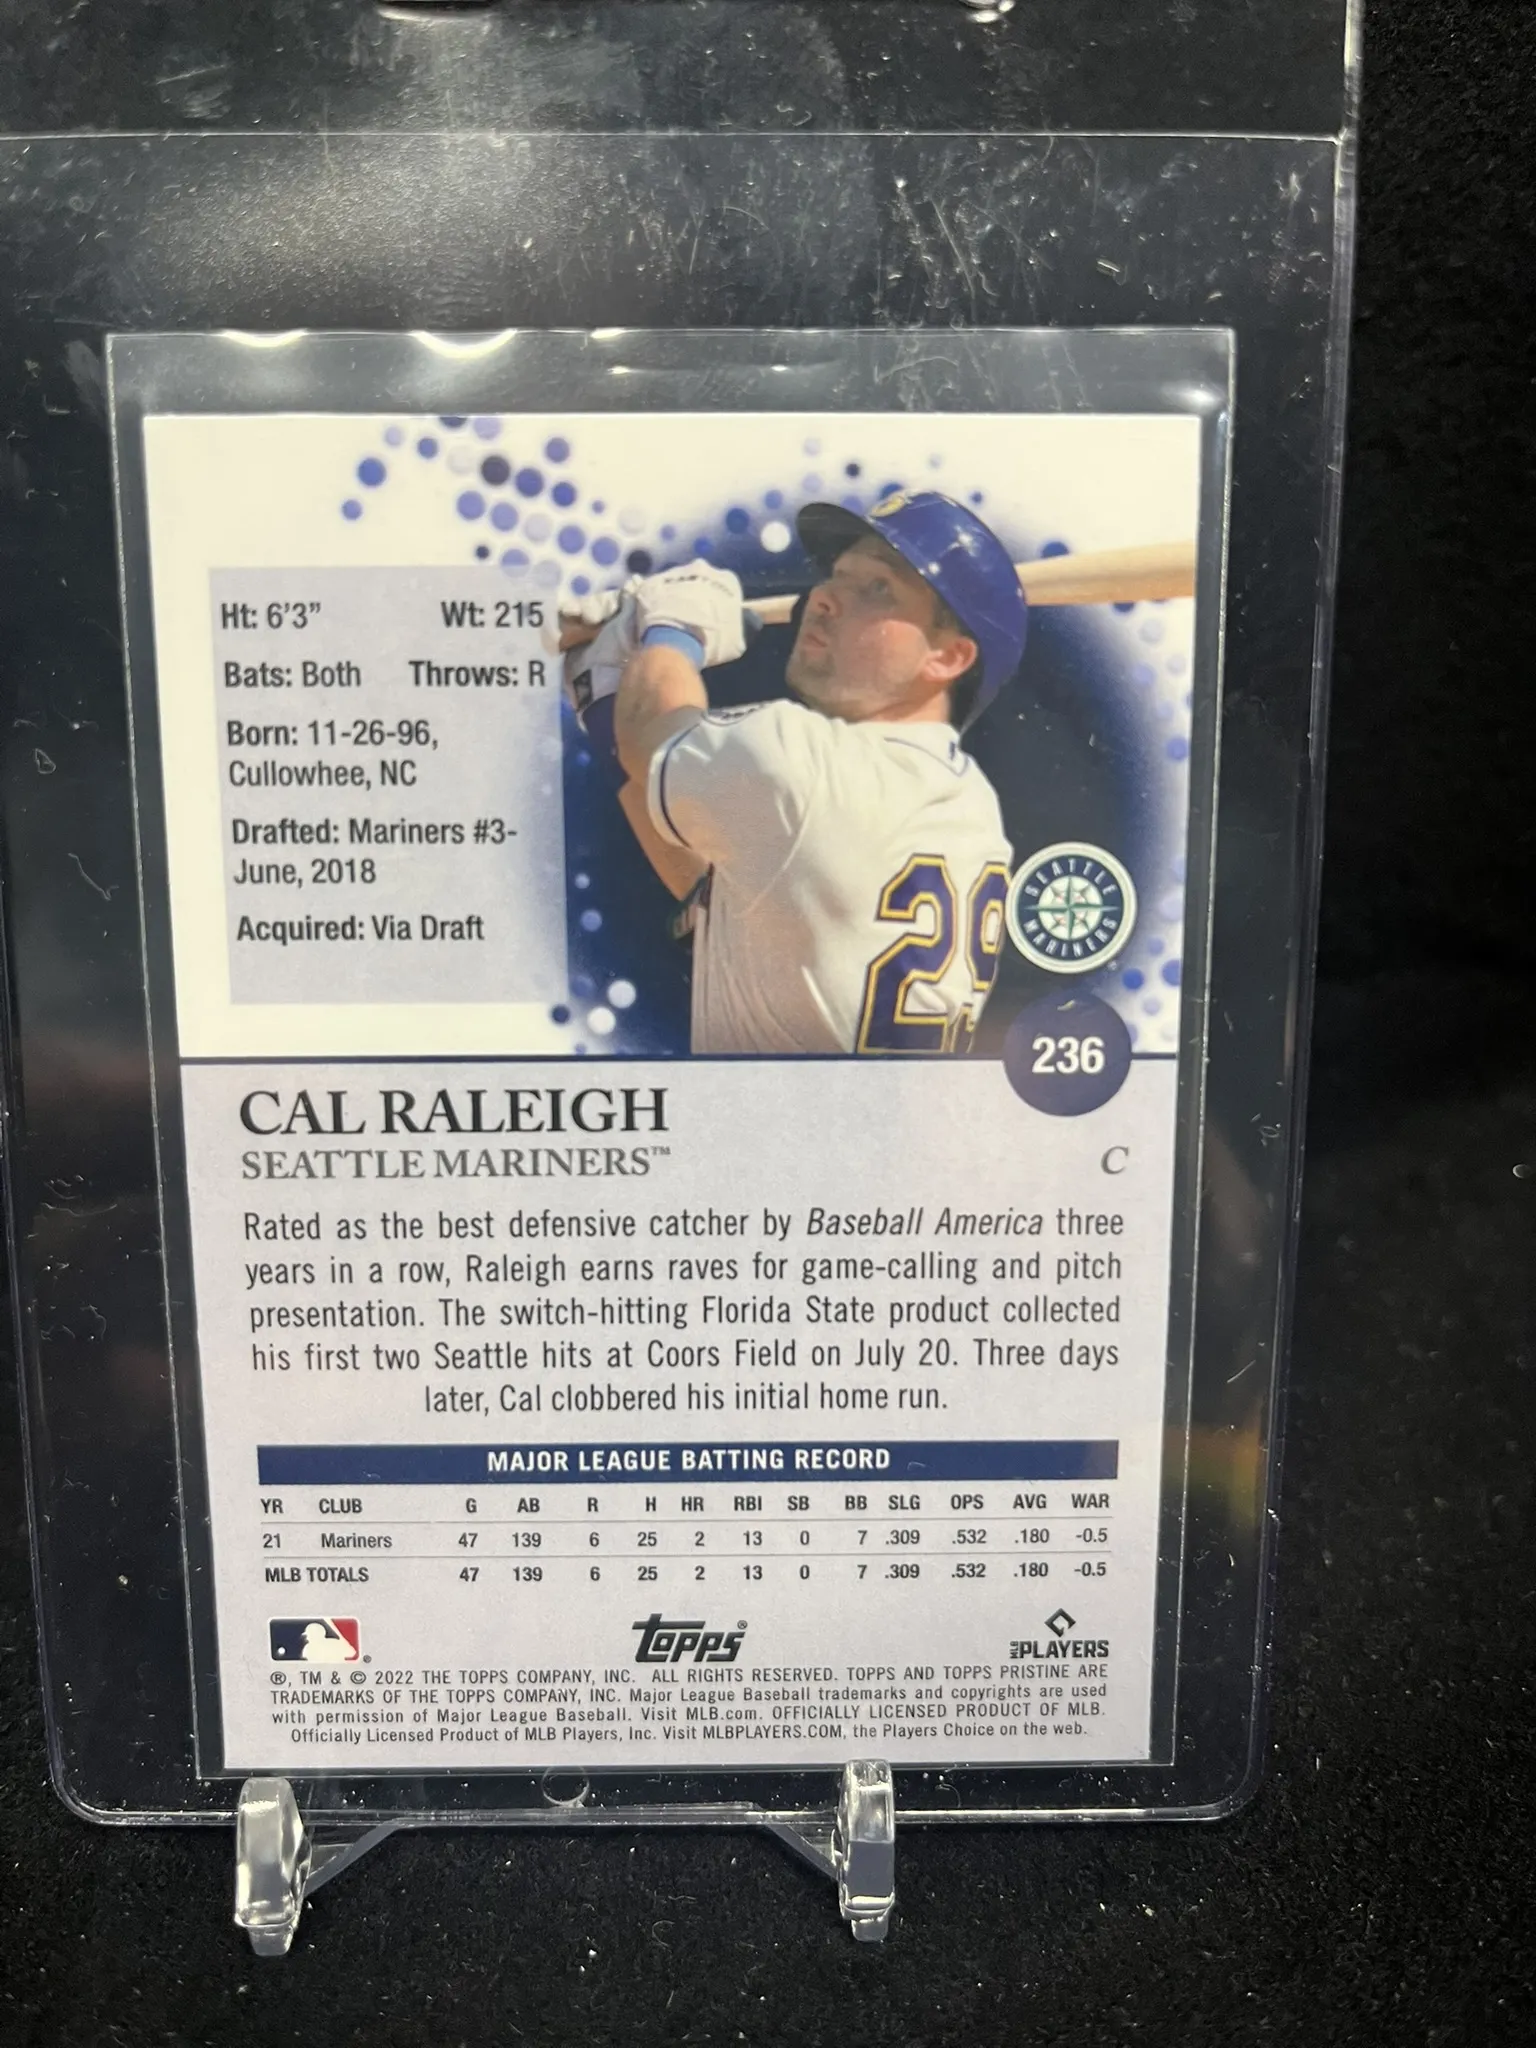 Ht: 6'3" Wt: 215
Bats: Both Throws: R
Born: 11-26-96,
Cullowhee, NC
Drafted: Mariners #3-
June, 2018
Acquired: Via Draft
29
SEATTLE
MARINERS
236
CAL RALEIGH
SEATTLE MARINERS™
C
Rated as the best defensive catcher by Baseball America three
years in a row, Raleigh earns raves for game-calling and pitch
presentation. The switch-hitting Florida State product collected
his first two Seattle hits at Coors Field on July 20. Three days
later, Cal clobbered his initial home run.
MAJOR LEAGUE BATTING RECORD
YR CLUB G AB R H HR RBI SB BB SLG OPS AVG WAR
21 Mariners 47 139 6 25 2 13 0 7 .309 .532 .180 -0.5
MLB TOTALS 47 139 6 25 2 13 0 7 .309 .532 .180 -0.5
topps®
MLB PLAYERS
®, TM & © 2022 THE TOPPS COMPANY, INC. ALL RIGHTS RESERVED. TOPPS AND TOPPS PRISTINE ARE
TRADEMARKS OF THE TOPPS COMPANY, INC. Major League Baseball trademarks and copyrights are used
with permission of Major League Baseball. Visit MLB.com. OFFICIALLY LICENSED PRODUCT OF MLB.
Officially Licensed Product of MLB Players, Inc. Visit MLBPLAYERS.COM, the Players Choice on the web.